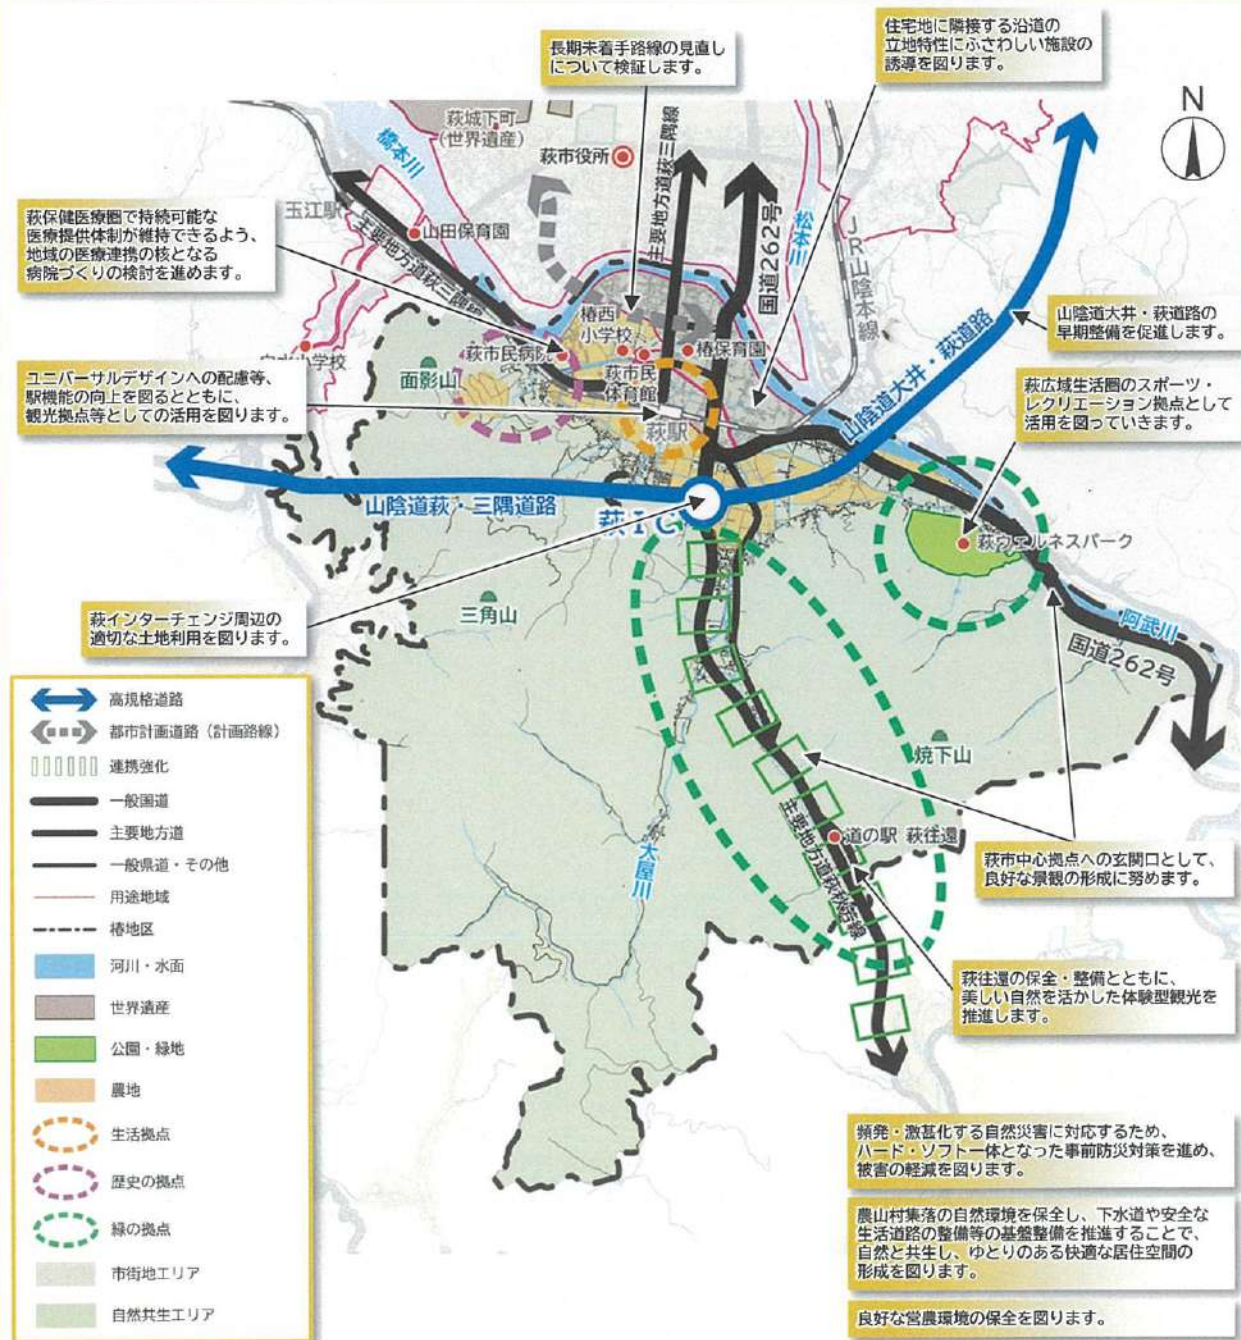 長期未着手路線の見直し
について検証します。
住宅地に隣接する沿道の
立地特性にふさわしい施設の
誘導を図ります。
N
萩城下町
(世界遺産)
萩市役所
橋本川
玉江駅
山田保育園
主要地方道萩三隅線
主要地方道萩三隅線
国道262号
松本川
JR山陰本線
萩保健医療圏で持続可能な
医療提供体制が維持できるよう、
地域の医療連携の核となる
病院づくりの検討を進めます。
山陰道大井・萩道路の
早期整備を促進します。
椿西
小学校
椿保育園
萩市民病院
萩市民
体育館
萩駅
面影山
小学校
山陰道大井・萩道路
ユニバーサルデザインへの配慮等、
駅機能の向上を図るとともに、
観光拠点等としての活用を図ります。
萩広域生活圏のスポーツ・
レクリエーション拠点として
活用を図っていきます。
山陰道萩・三隅道路
萩IC
萩ウェルネスパーク
三角山
阿武川
国道262号
萩インターチェンジ周辺の
適切な土地利用を図ります。
焼下山
大屋川
道の駅 萩往還
主要地方道萩秋芳線
萩市中心拠点への玄関口として、
良好な景観の形成に努めます。
萩往還の保全・整備とともに、
美しい自然を活かした体験型観光を
推進します。
高規格道路
都市計画道路（計画路線）
連携強化
一般国道
主要地方道
一般県道・その他
用途地域
椿地区
河川・水面
世界遺産
公園・緑地
農地
生活拠点
歴史の拠点
緑の拠点
市街地エリア
自然共生エリア
頻発・激甚化する自然災害に対応するため、
ハード・ソフト一体となった事前防災対策を進め、
被害の軽減を図ります。
農山村集落の自然環境を保全し、下水道や安全な
生活道路の整備等の基盤整備を推進することで、
自然と共生し、ゆとりのある快適な居住空間の
形成を図ります。
良好な営農環境の保全を図ります。